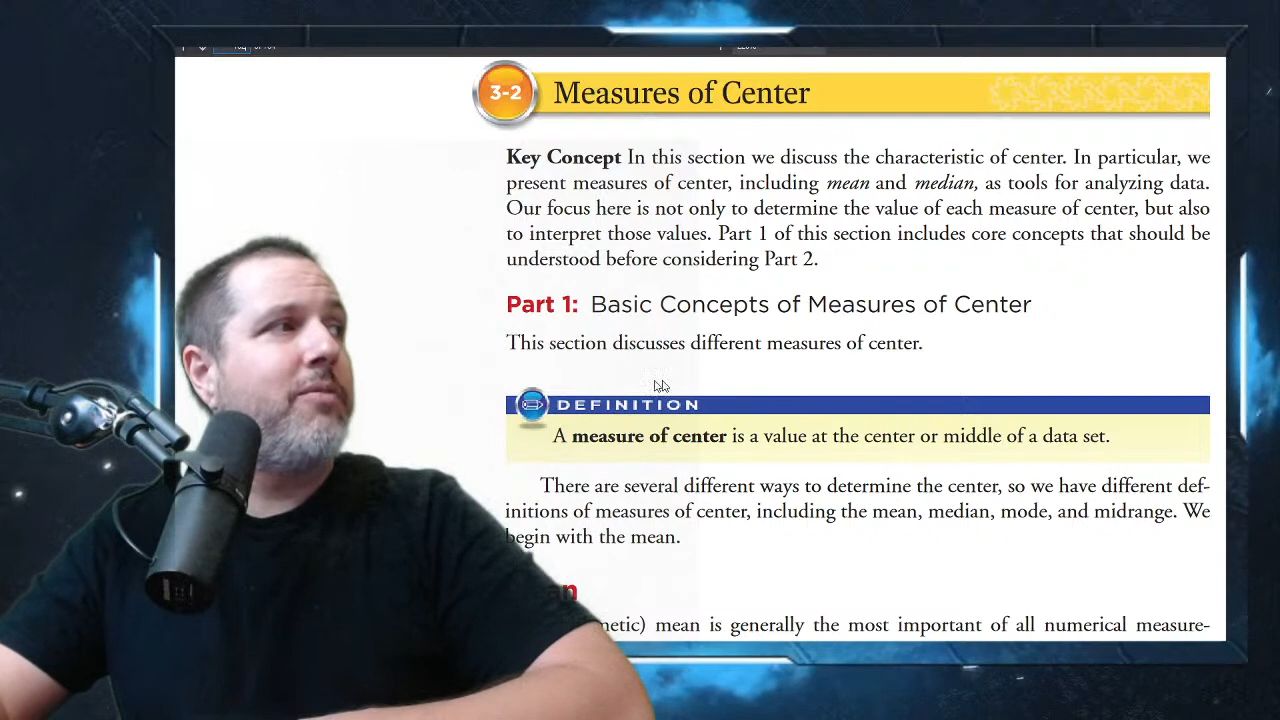 3-2 Measures of Center
Key Concept In this section we discuss the characteristic of center. In particular, we
present measures of center, including mean and median, as tools for analyzing data.
Our focus here is not only to determine the value of each measure of center, but also
to interpret those values. Part 1 of this section includes core concepts that should be
understood before considering Part 2.
Part 1: Basic Concepts of Measures of Center
This section discusses different measures of center.
DEFINITION
A measure of center is a value at the center or middle of a data set.
There are several different ways to determine the center, so we have different def-
initions of measures of center, including the mean, median, mode, and midrange. We
begin with the mean.
mean is generally the most important of all numerical measure-